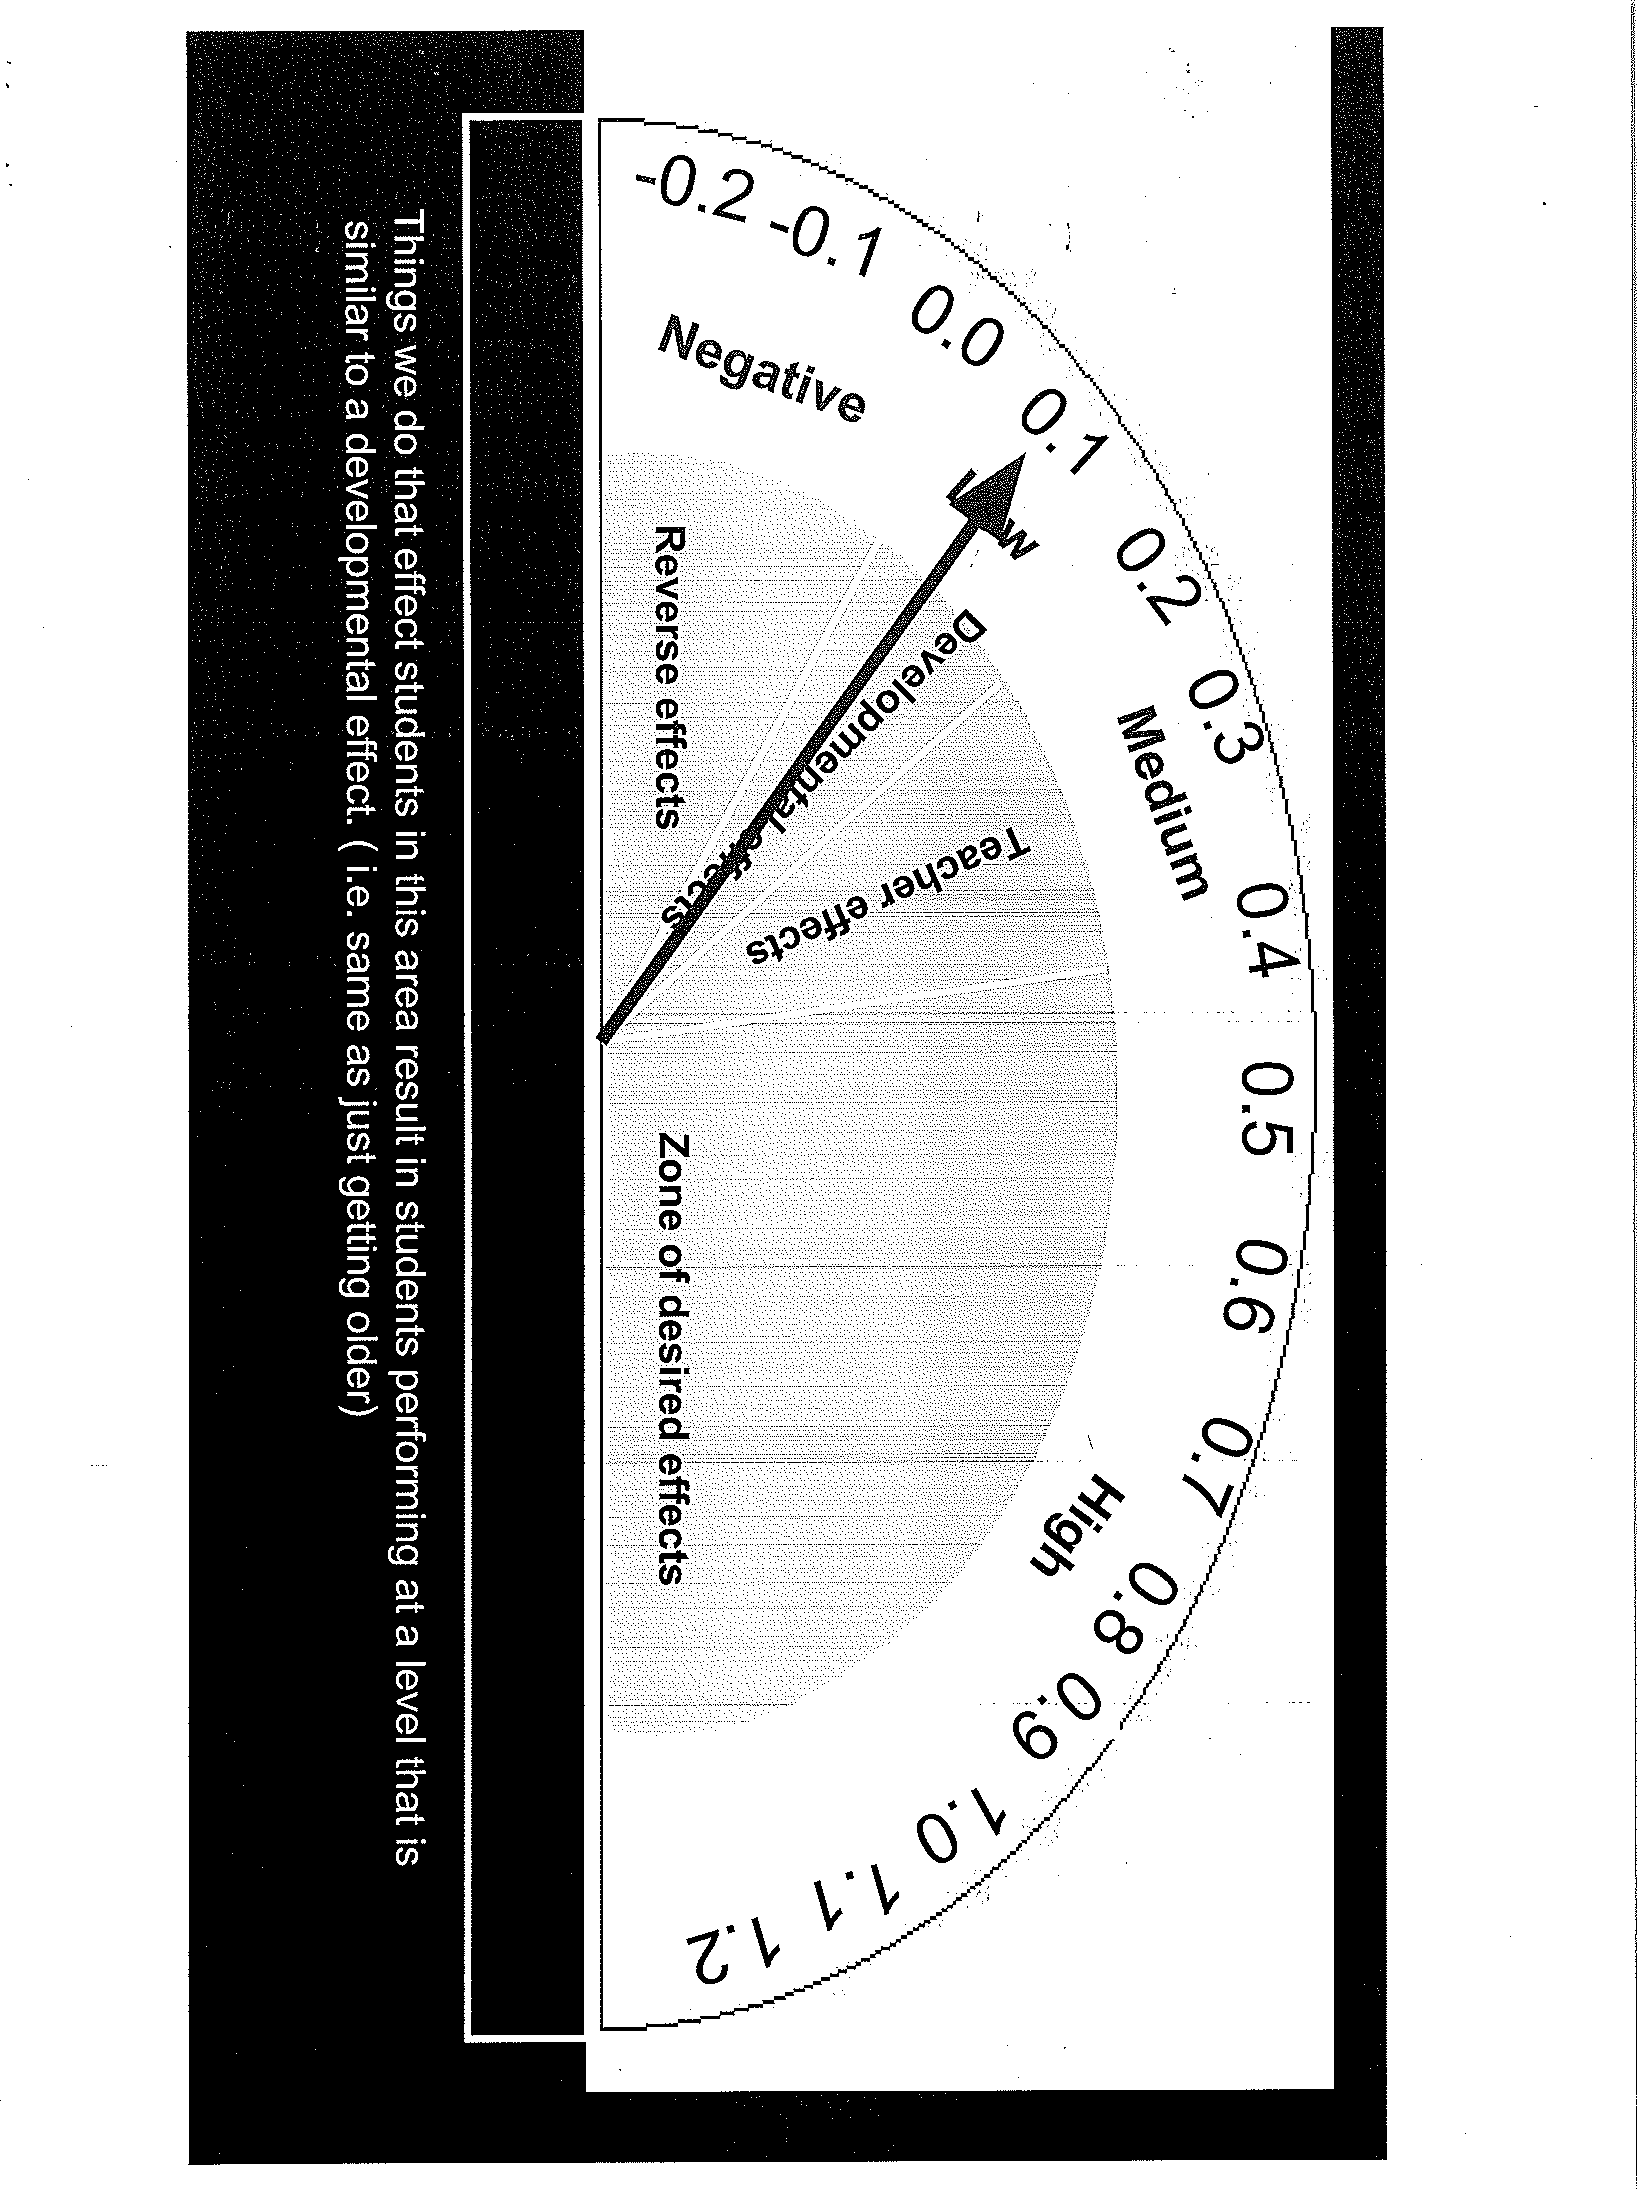 -0.2
-0.1
0.0
0.1
0.2
0.3
0.4
0.5
0.6
0.7
0.8
0.9
1.0
1.1
1.2
Negative
Medium
High
Reverse effects
Developmental effects
Teacher effects
Zone of desired effects
Things we do that effect students in this area result in students performing at a level that is
similar to a developmental effect. ( i.e. same as just getting older)